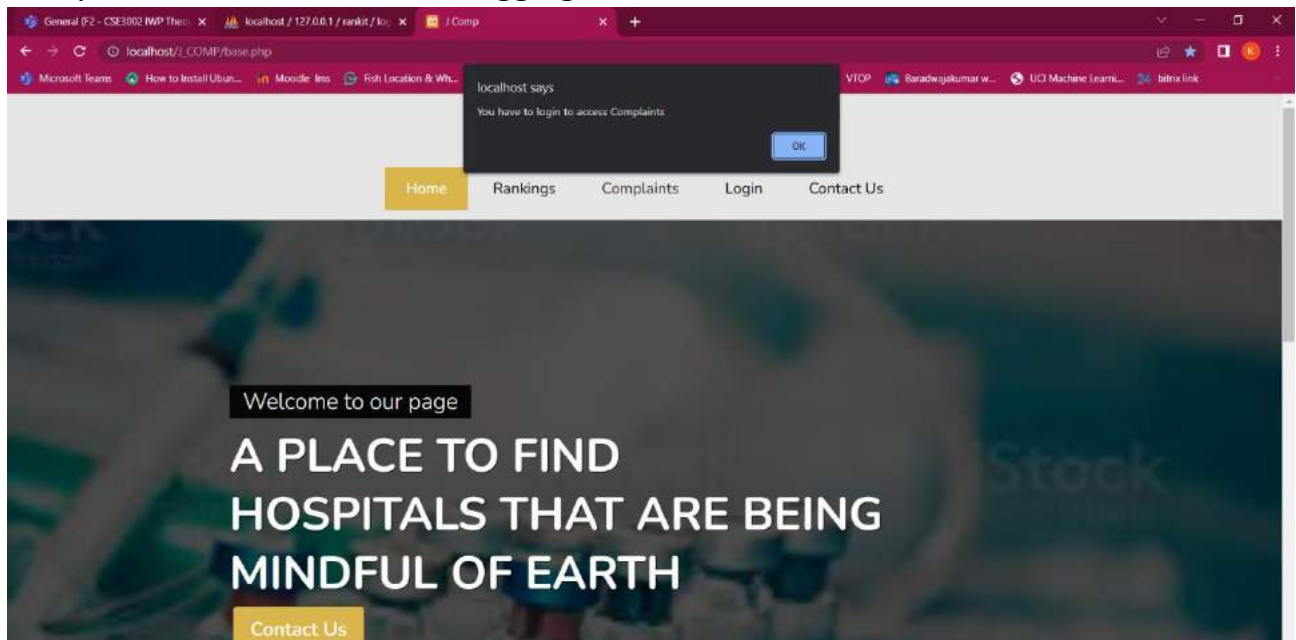 General (F2 - CSE3002 IWP Theo
localhost / 127.0.0.1 / rankit / log
J Comp
localhost/J_COMP/base.php
Microsoft Teams
How to Install Ubun...
Moodle lms
Fish Location & Wh...
VTOP
Baradwajakumar w...
UCI Machine Learni...
bitrix link
localhost says
You have to login to access Complaints
OK
Home Rankings Complaints Login Contact Us
Welcome to our page
A PLACE TO FIND
HOSPITALS THAT ARE BEING
MINDFUL OF EARTH
Contact Us
iStock